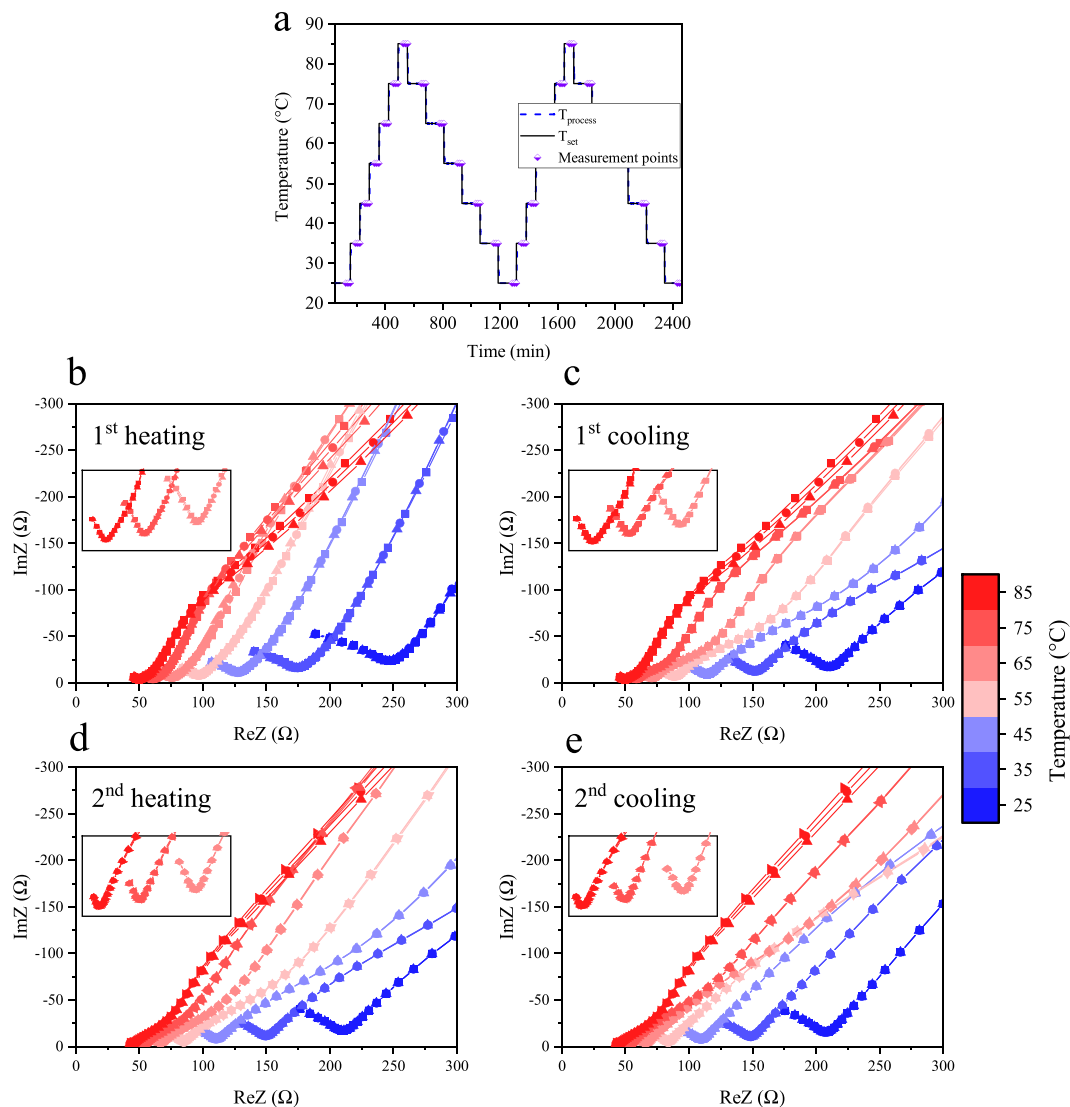 a
90
80
70
60
50
40
30
20
Temperature (°C)
T_process
T_set
Measurement points
400 800 1200 1600 2000 2400
Time (min)
b
-300
-250
-200
-150
-100
-50
0
ImZ (Ω)
1st heating
0 50 100 150 200 250 300
ReZ (Ω)
c
-300
-250
-200
-150
-100
-50
0
ImZ (Ω)
1st cooling
0 50 100 150 200 250 300
ReZ (Ω)
d
-300
-250
-200
-150
-100
-50
0
ImZ (Ω)
2nd heating
0 50 100 150 200 250 300
ReZ (Ω)
e
-300
-250
-200
-150
-100
-50
0
ImZ (Ω)
2nd cooling
0 50 100 150 200 250 300
ReZ (Ω)
85
75
65
55
45
35
25
Temperature (°C)